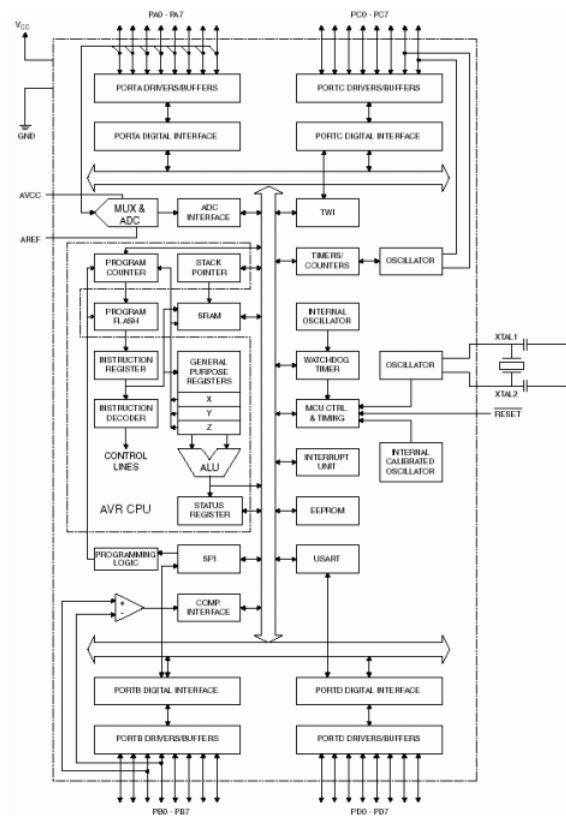 PA0 - PA7
PC0 - PC7
VCC
GND
PORTA DRIVERS/BUFFERS
PORTC DRIVERS/BUFFERS
PORTA DIGITAL INTERFACE
PORTC DIGITAL INTERFACE
AVCC
AREF
MUX &
ADC
ADC
INTERFACE
TWI
PROGRAM
COUNTER
STACK
POINTER
TIMERS/
COUNTERS
OSCILLATOR
PROGRAM
FLASH
SRAM
INTERNAL
OSCILLATOR
INSTRUCTION
REGISTER
GENERAL
PURPOSE
REGISTERS
X
Y
Z
WATCHDOG
TIMER
OSCILLATOR
XTAL1
XTAL2
INSTRUCTION
DECODER
MCU CTRL.
& TIMING
RESET
CONTROL
LINES
ALU
INTERRUPT
UNIT
INTERNAL
CALIBRATED
OSCILLATOR
AVR CPU
STATUS
REGISTER
EEPROM
PROGRAMMING
LOGIC
SPI
USART
+
-
COMP.
INTERFACE
PORTB DIGITAL INTERFACE
PORTD DIGITAL INTERFACE
PORTB DRIVERS/BUFFERS
PORTD DRIVERS/BUFFERS
PB0 - PB7
PD0 - PD7